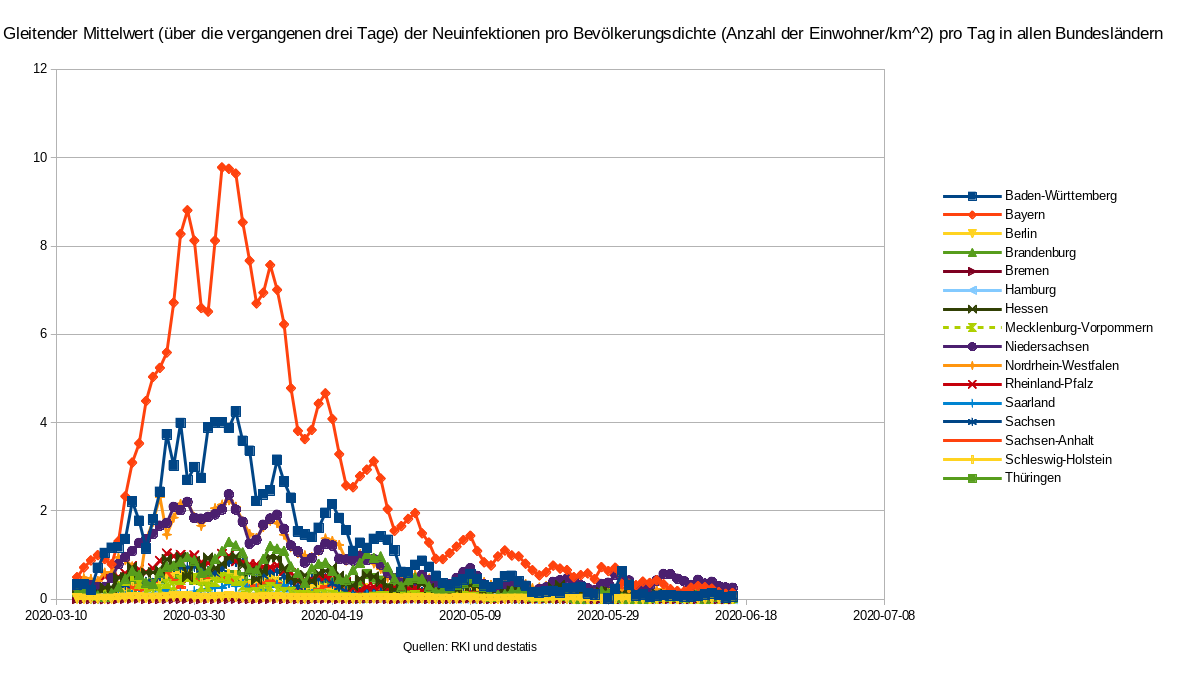 Gleitender Mittelwert (über die vergangenen drei Tage) der Neuinfektionen pro Bevölkerungsdichte (Anzahl der Einwohner/km^2) pro Tag in allen Bundesländern
12
10
8
6
4
2
0
2020-03-10
2020-03-30
2020-04-19
2020-05-09
2020-05-29
2020-06-18
2020-07-08
Quellen: RKI und destatis
Baden-Württemberg
Bayern
Berlin
Brandenburg
Bremen
Hamburg
Hessen
Mecklenburg-Vorpommern
Niedersachsen
Nordrhein-Westfalen
Rheinland-Pfalz
Saarland
Sachsen
Sachsen-Anhalt
Schleswig-Holstein
Thüringen